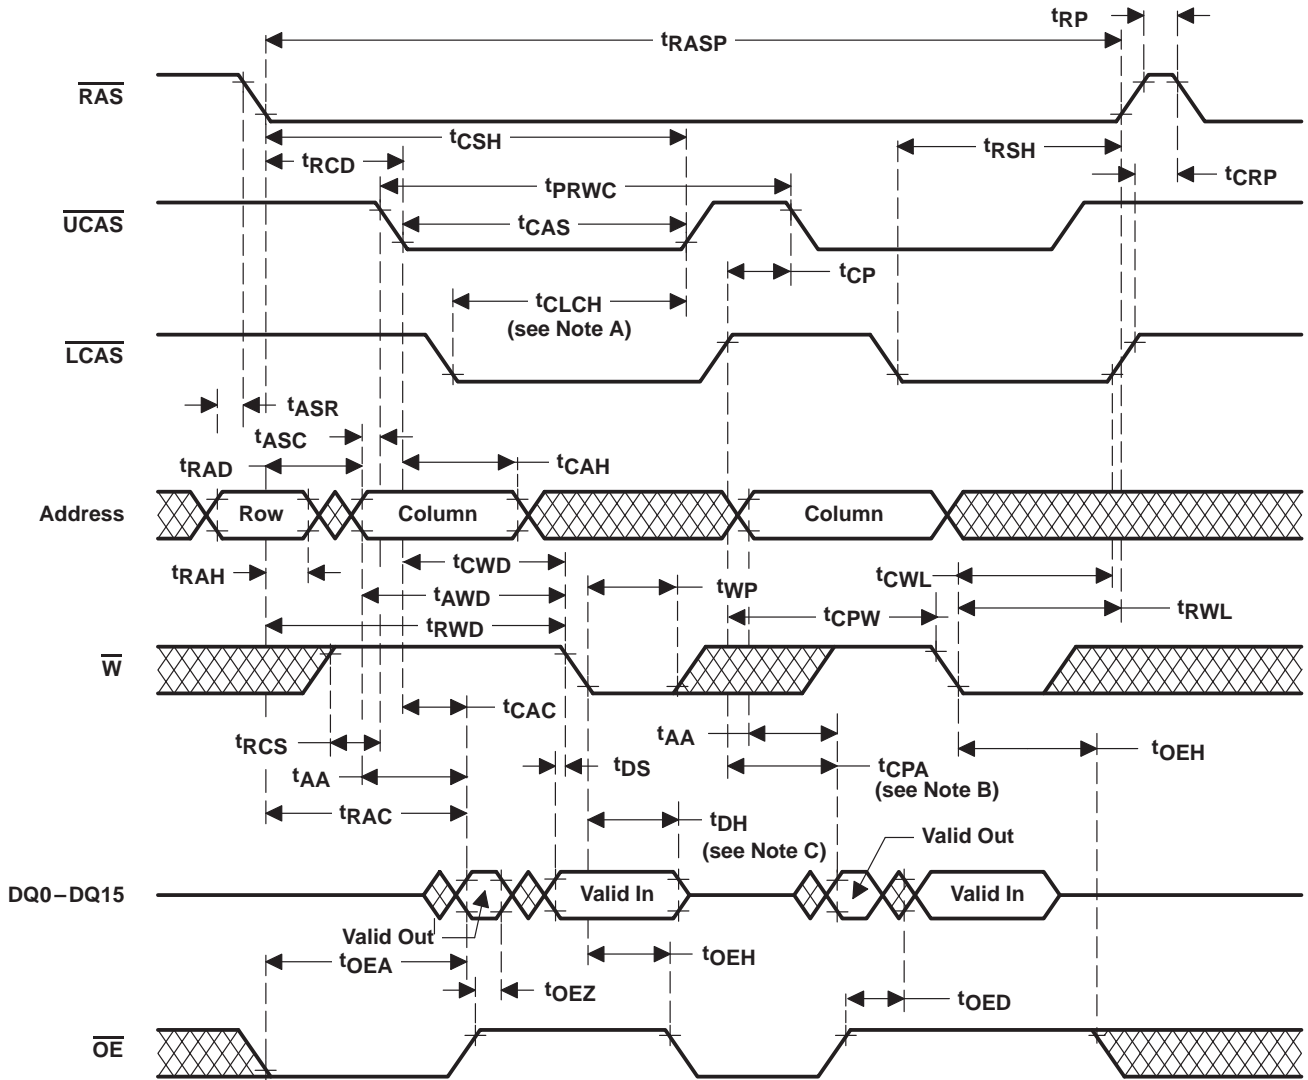 tRP
tRASP
RAS
tCSH
tRSH
tRCD
tCRP
tPRWC
UCAS
tCAS
tCP
tCLCH
(see Note A)
LCAS
tASR
tASC
tRAD
tCAH
Address
Row
Column
Column
tRAH
tCWD
tWP
tCWL
tAWD
tCPW
tRWL
tRWD
W
tCAC
tRCS
tAA
tOEH
tAA
tDS
tCPA
(see Note B)
tRAC
tDH
(see Note C)
Valid Out
DQ0–DQ15
Valid In
Valid In
Valid Out
tOEA
tOEH
tOEZ
tOED
OE